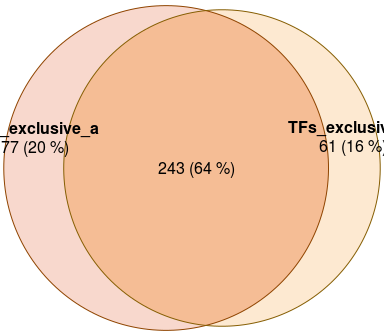 _exclusive_a
77 (20 %)
243 (64 %)
TFs_exclusiv
61 (16 %)